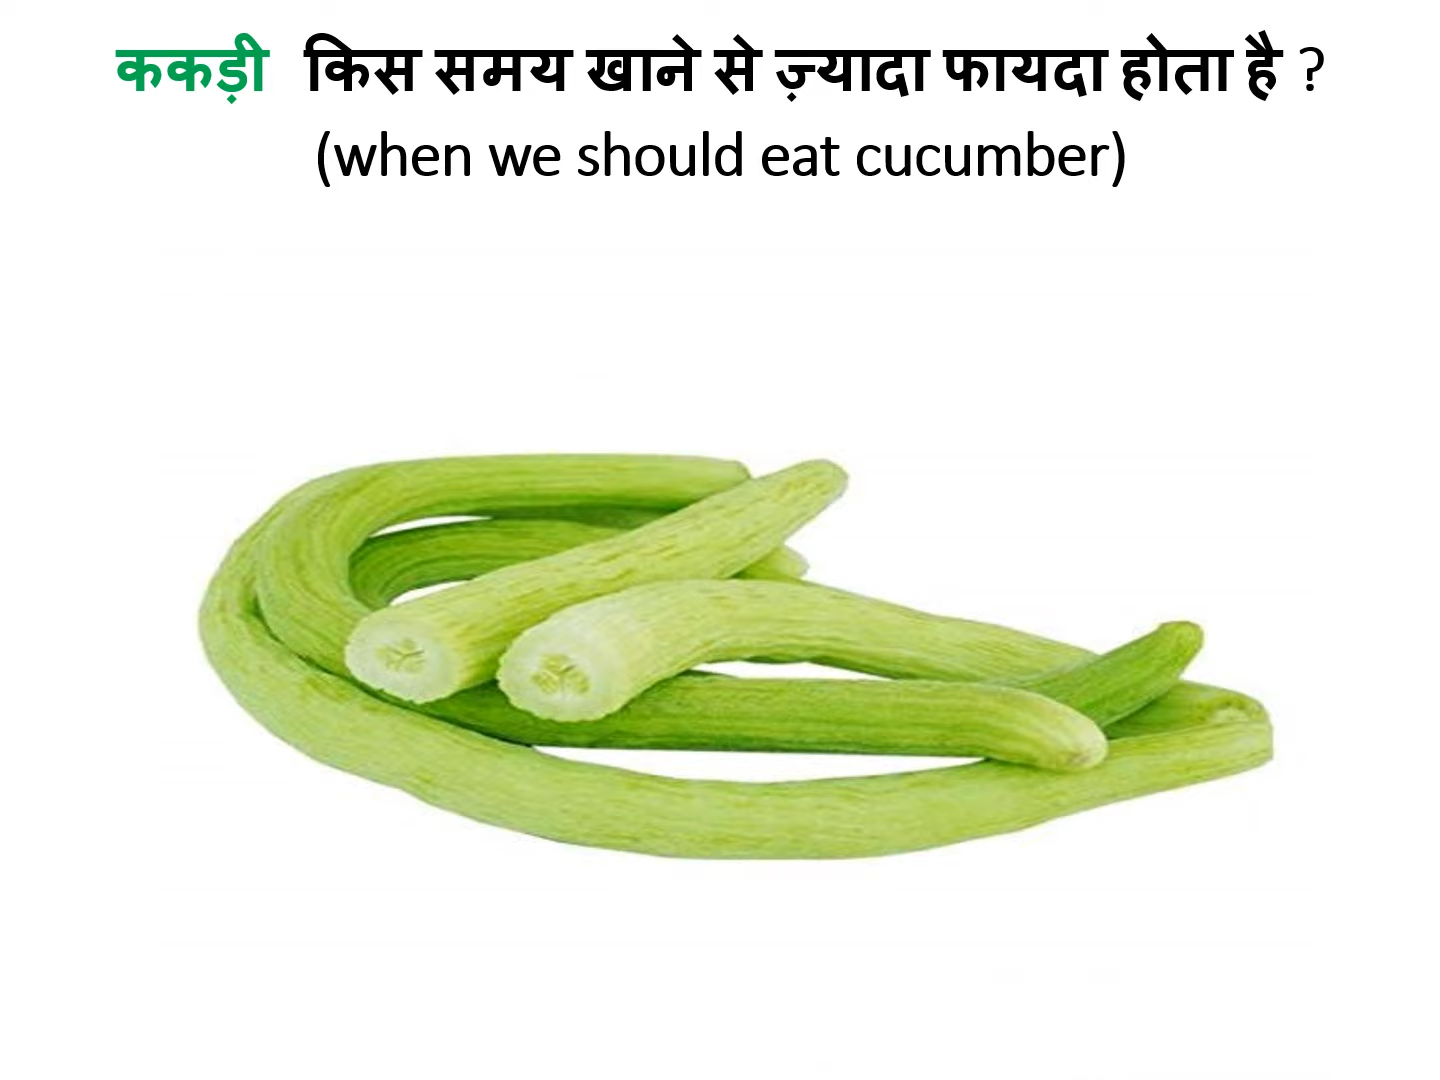 ककड़ी किस समय खाने से ज़्यादा फायदा होता है ?
(when we should eat cucumber)